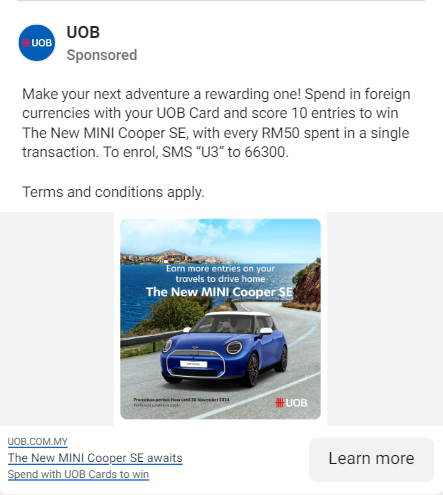 UOB
UOB
Sponsored
Make your next adventure a rewarding one! Spend in foreign
currencies with your UOB Card and score 10 entries to win
The New MINI Cooper SE, with every RM50 spent in a single
transaction. To enrol, SMS “U3” to 66300.
Terms and conditions apply.
Earn more entries on your
travels to drive home
The New MINI Cooper SE
Promotion period: Now until 30 November 2024
Terms and conditions apply.
UOB
UOB.COM.MY
The New MINI Cooper SE awaits
Spend with UOB Cards to win
Learn more